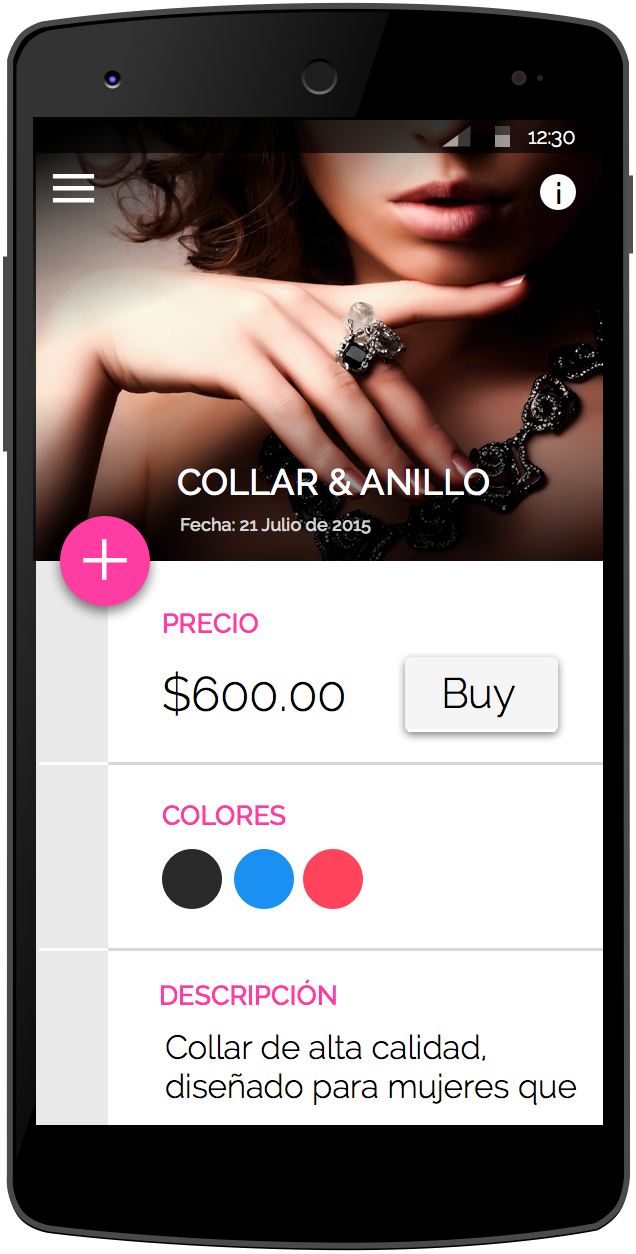 12:30
i
COLLAR & ANILLO
Fecha: 21 Julio de 2015
PRECIO
$600.00
Buy
COLORES
DESCRIPCIÓN
Collar de alta calidad,
diseñado para mujeres que